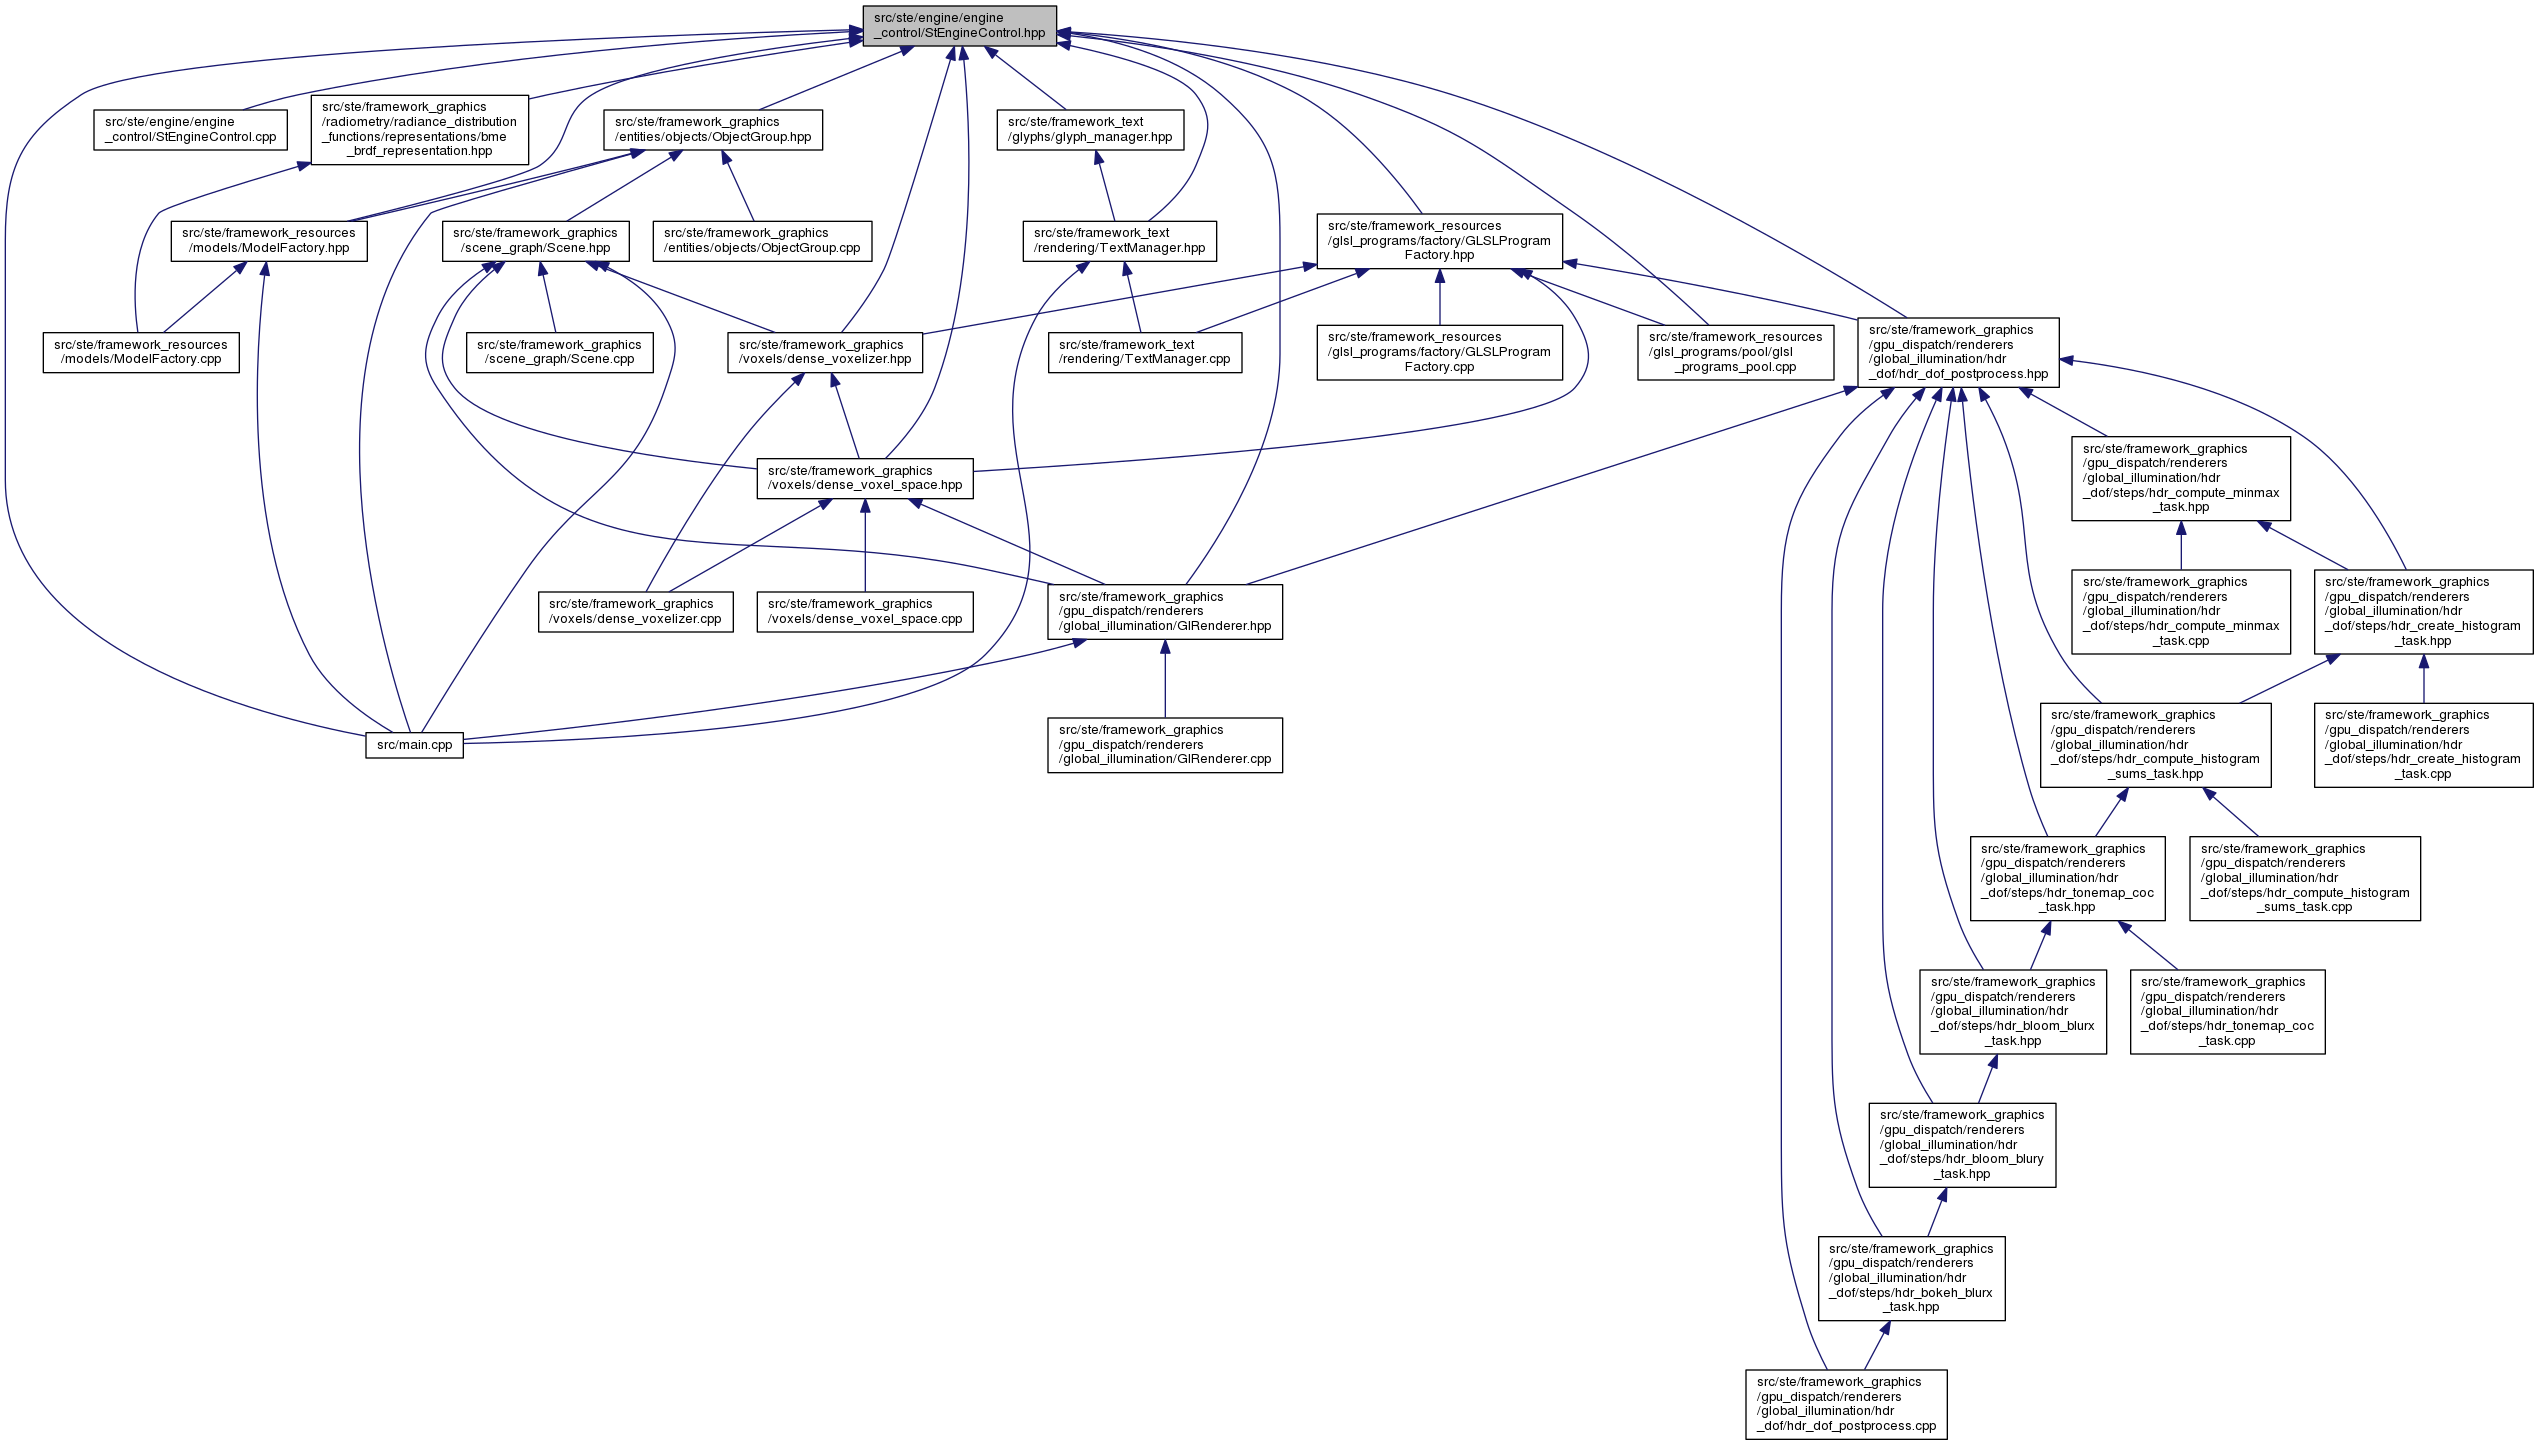 src/ste/engine/engine
_control/StEngineControl.hpp
src/ste/engine/engine
_control/StEngineControl.cpp
src/ste/framework_graphics
/radiometry/radiance_distribution
_functions/representations/bme
_brdf_representation.hpp
src/ste/framework_graphics
/entities/objects/ObjectGroup.hpp
src/ste/framework_text
/glyphs/glyph_manager.hpp
src/ste/framework_resources
/models/ModelFactory.hpp
src/ste/framework_graphics
/scene_graph/Scene.hpp
src/ste/framework_graphics
/entities/objects/ObjectGroup.cpp
src/ste/framework_text
/rendering/TextManager.hpp
src/ste/framework_resources
/glsl_programs/factory/GLSLProgram
Factory.hpp
src/ste/framework_resources
/models/ModelFactory.cpp
src/ste/framework_graphics
/scene_graph/Scene.cpp
src/ste/framework_graphics
/voxels/dense_voxelizer.hpp
src/ste/framework_text
/rendering/TextManager.cpp
src/ste/framework_resources
/glsl_programs/factory/GLSLProgram
Factory.cpp
src/ste/framework_resources
/glsl_programs/pool/glsl
_programs_pool.cpp
src/ste/framework_graphics
/gpu_dispatch/renderers
/global_illumination/hdr
_dof/hdr_dof_postprocess.hpp
src/ste/framework_graphics
/voxels/dense_voxel_space.hpp
src/ste/framework_graphics
/gpu_dispatch/renderers
/global_illumination/hdr
_dof/steps/hdr_compute_minmax
_task.hpp
src/ste/framework_graphics
/voxels/dense_voxelizer.cpp
src/ste/framework_graphics
/voxels/dense_voxel_space.cpp
src/ste/framework_graphics
/gpu_dispatch/renderers
/global_illumination/GIRenderer.hpp
src/ste/framework_graphics
/gpu_dispatch/renderers
/global_illumination/hdr
_dof/steps/hdr_compute_minmax
_task.cpp
src/ste/framework_graphics
/gpu_dispatch/renderers
/global_illumination/hdr
_dof/steps/hdr_create_histogram
_task.hpp
src/main.cpp
src/ste/framework_graphics
/gpu_dispatch/renderers
/global_illumination/GIRenderer.cpp
src/ste/framework_graphics
/gpu_dispatch/renderers
/global_illumination/hdr
_dof/steps/hdr_compute_histogram
_sums_task.hpp
src/ste/framework_graphics
/gpu_dispatch/renderers
/global_illumination/hdr
_dof/steps/hdr_create_histogram
_task.cpp
src/ste/framework_graphics
/gpu_dispatch/renderers
/global_illumination/hdr
_dof/steps/hdr_tonemap_coc
_task.hpp
src/ste/framework_graphics
/gpu_dispatch/renderers
/global_illumination/hdr
_dof/steps/hdr_compute_histogram
_sums_task.cpp
src/ste/framework_graphics
/gpu_dispatch/renderers
/global_illumination/hdr
_dof/steps/hdr_bloom_blurx
_task.hpp
src/ste/framework_graphics
/gpu_dispatch/renderers
/global_illumination/hdr
_dof/steps/hdr_tonemap_coc
_task.cpp
src/ste/framework_graphics
/gpu_dispatch/renderers
/global_illumination/hdr
_dof/steps/hdr_bloom_blury
_task.hpp
src/ste/framework_graphics
/gpu_dispatch/renderers
/global_illumination/hdr
_dof/steps/hdr_bokeh_blurx
_task.hpp
src/ste/framework_graphics
/gpu_dispatch/renderers
/global_illumination/hdr
_dof/hdr_dof_postprocess.cpp